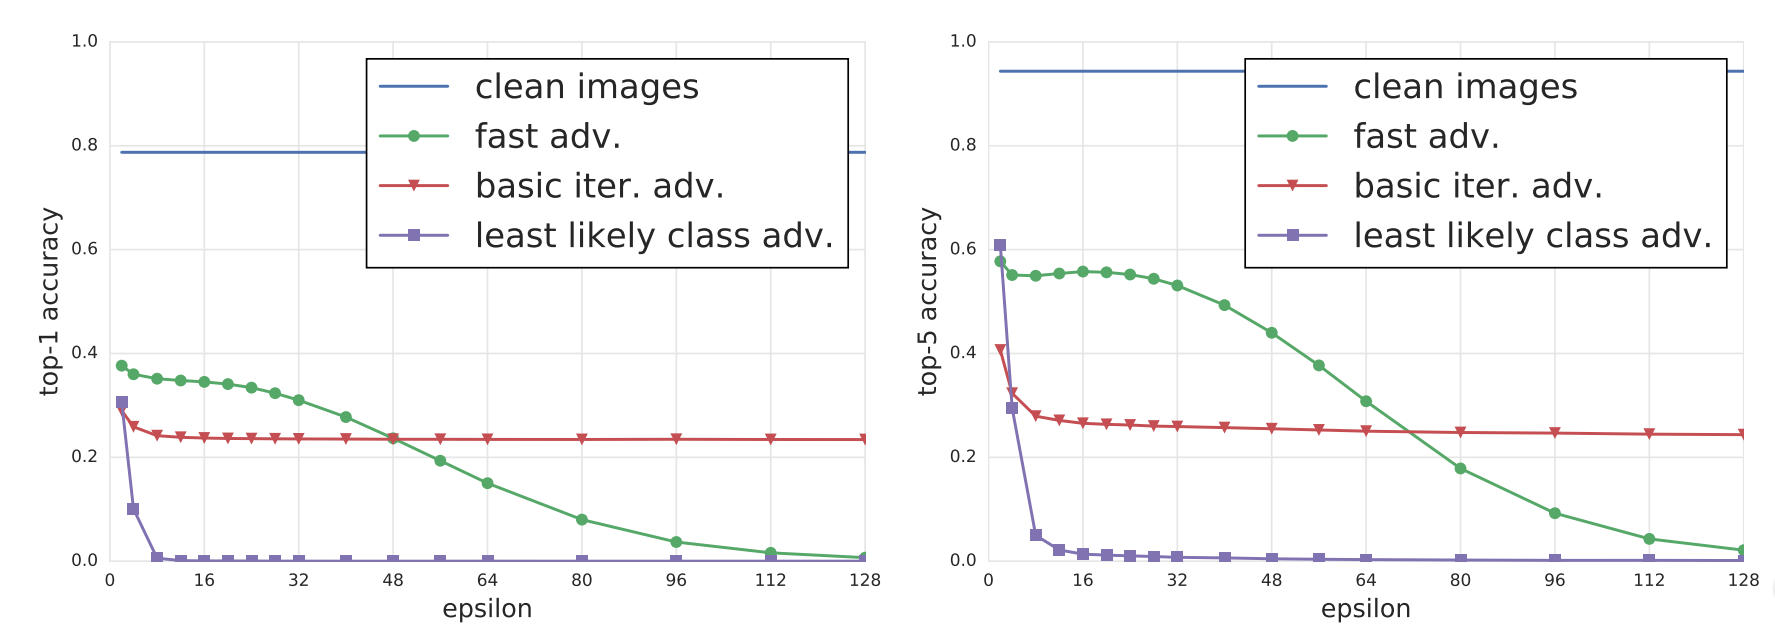 1.0
0.8
0.6
0.4
0.2
0.0
top-1 accuracy
clean images
fast adv.
basic iter. adv.
least likely class adv.
0 16 32 48 64 80 96 112 128
epsilon
1.0
0.8
0.6
0.4
0.2
0.0
top-5 accuracy
clean images
fast adv.
basic iter. adv.
least likely class adv.
0 16 32 48 64 80 96 112 128
epsilon